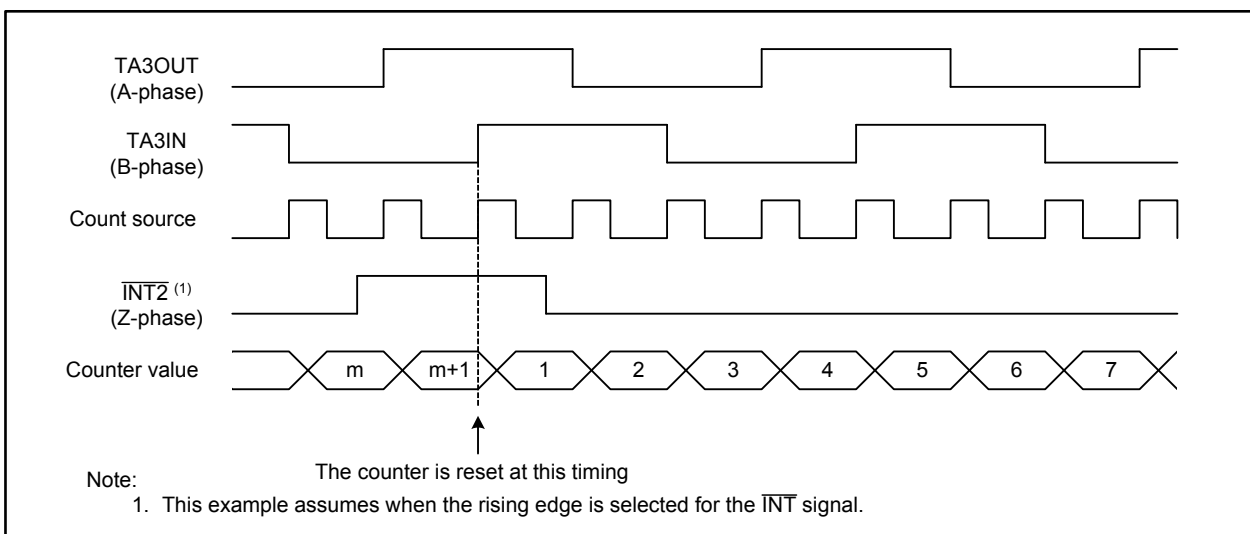 TA3OUT
(A-phase)
TA3IN
(B-phase)
Count source
INT2 (1)
(Z-phase)
Counter value
m
m+1
1
2
3
4
5
6
7
The counter is reset at this timing
Note:
1. This example assumes when the rising edge is selected for the INT signal.